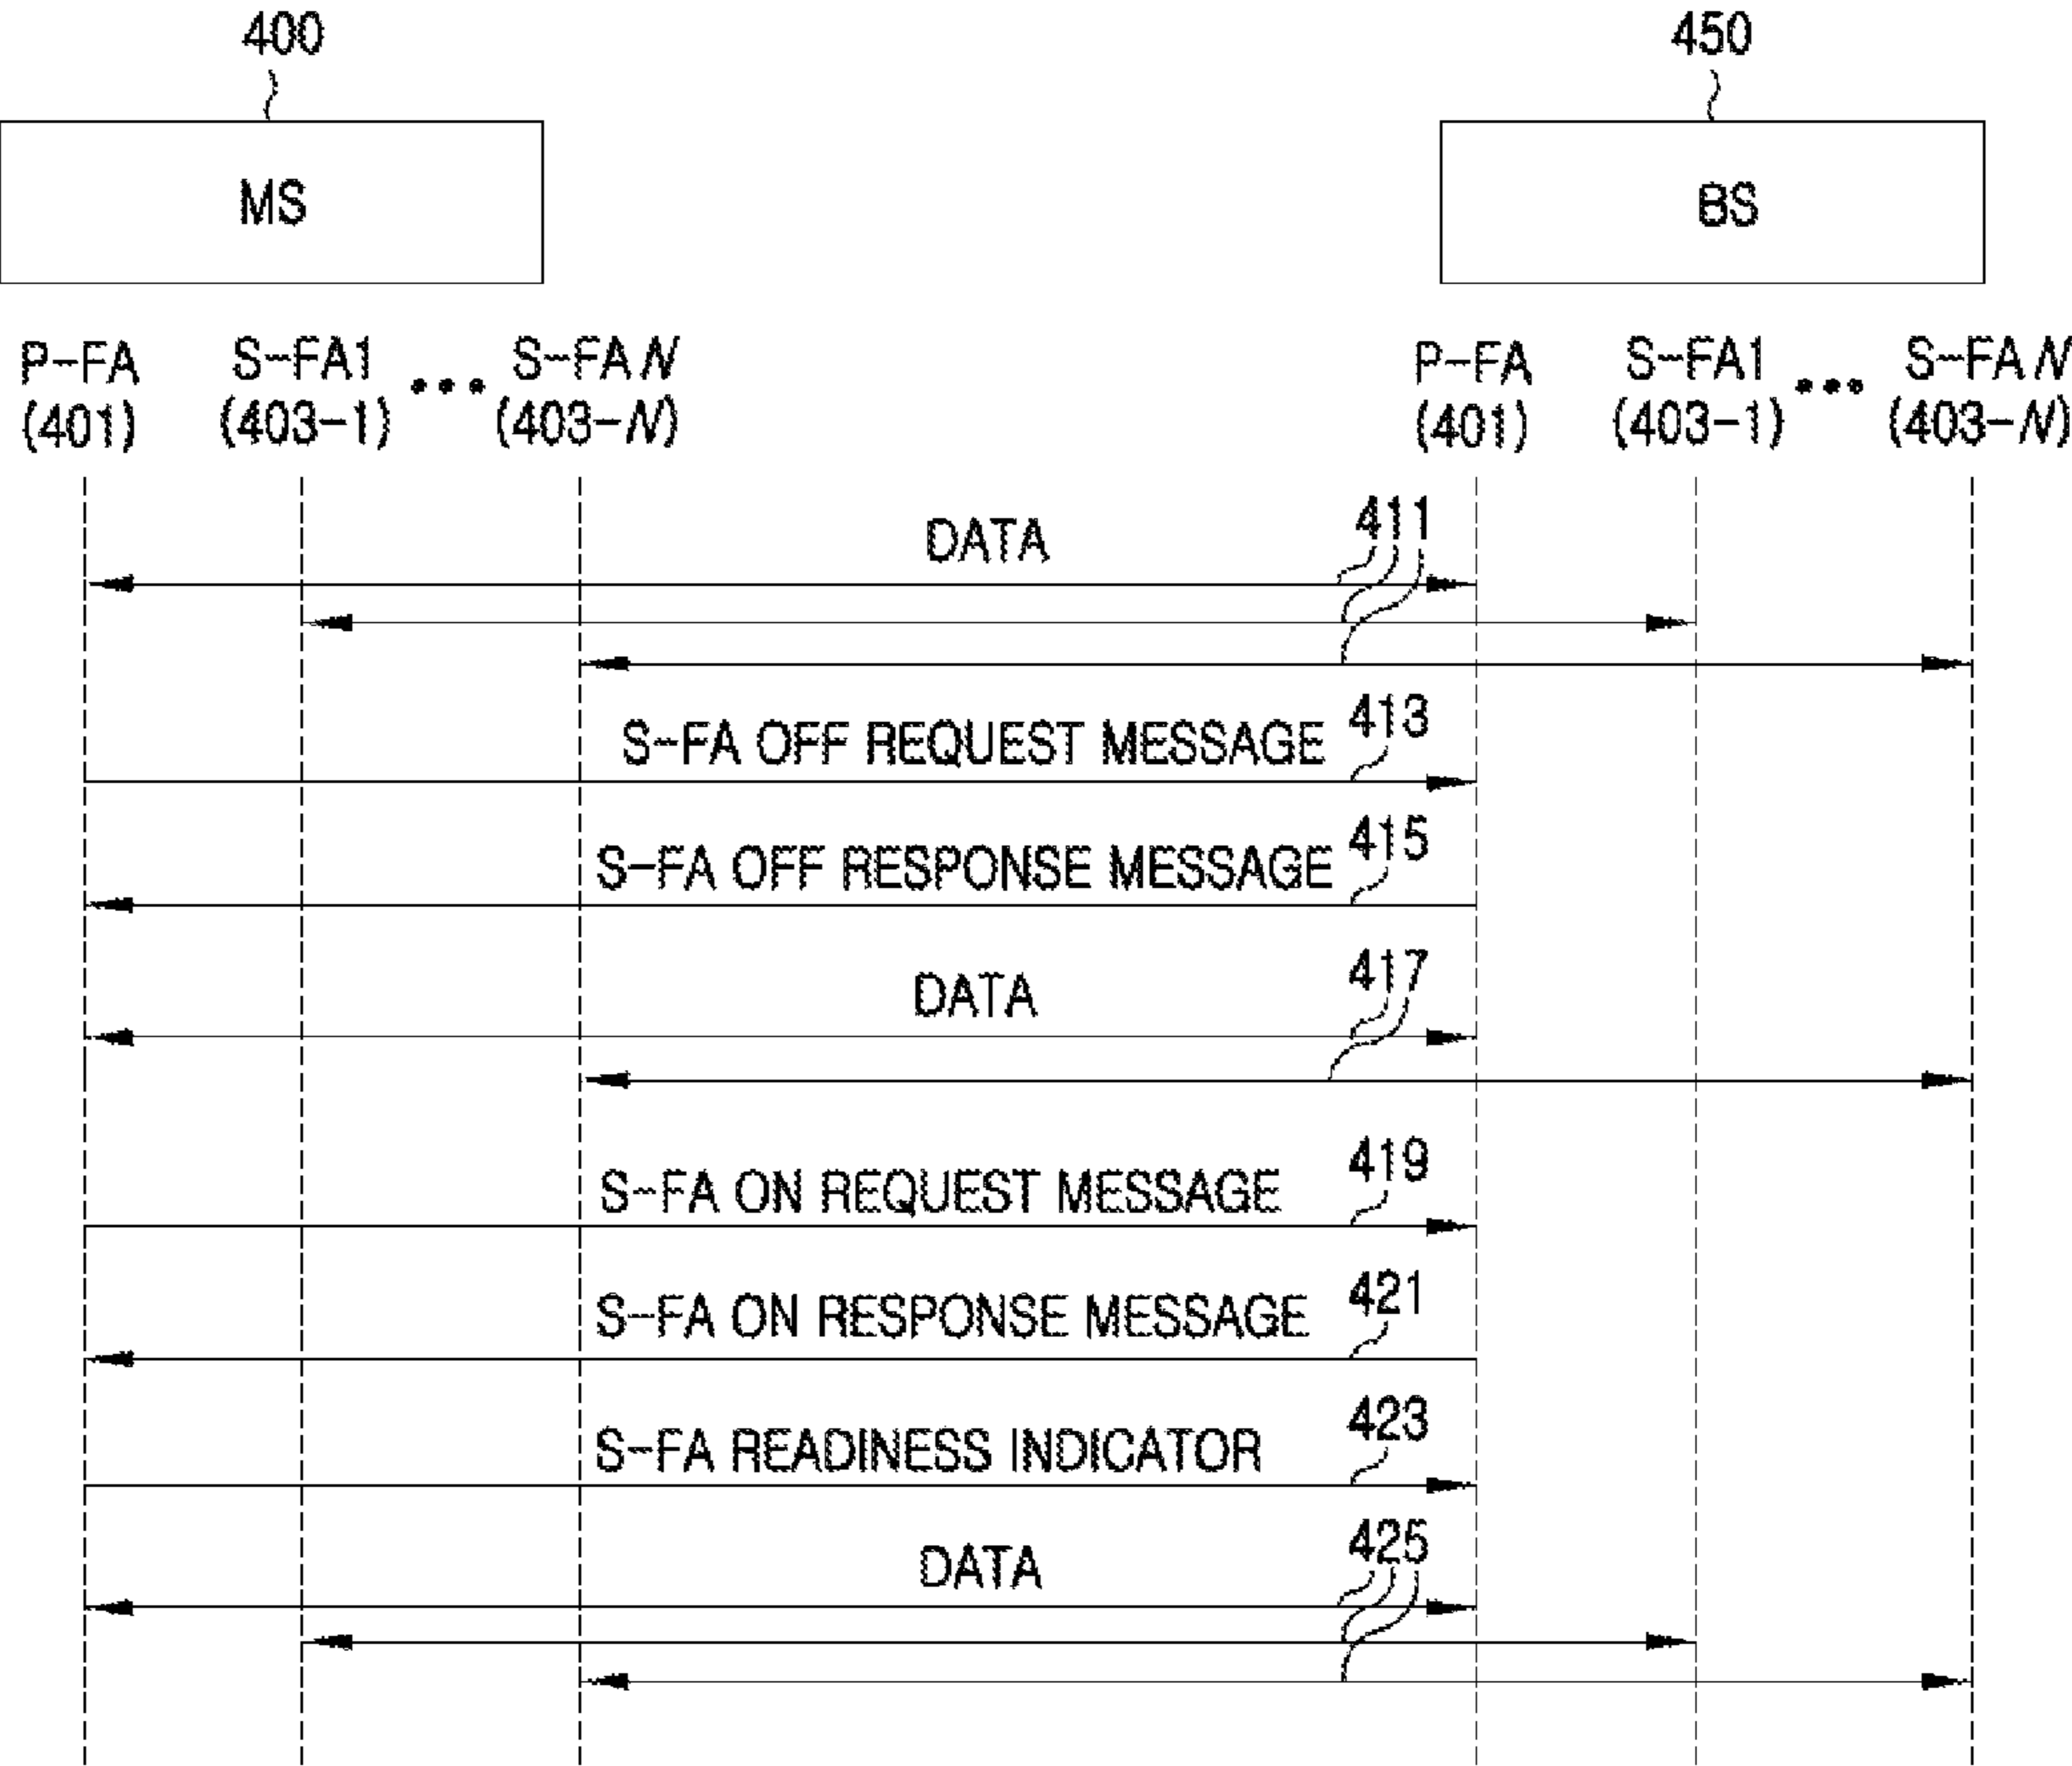 400
450
MS
BS
P-FA
(401)
S-FA1
(403-1)
•••
S-FA N
(403-N)
P-FA
(401)
S-FA1
(403-1)
•••
S-FA N
(403-N)
DATA
411
S-FA OFF REQUEST MESSAGE
413
S-FA OFF RESPONSE MESSAGE
415
DATA
417
S-FA ON REQUEST MESSAGE
419
S-FA ON RESPONSE MESSAGE
421
S-FA READINESS INDICATOR
423
DATA
425